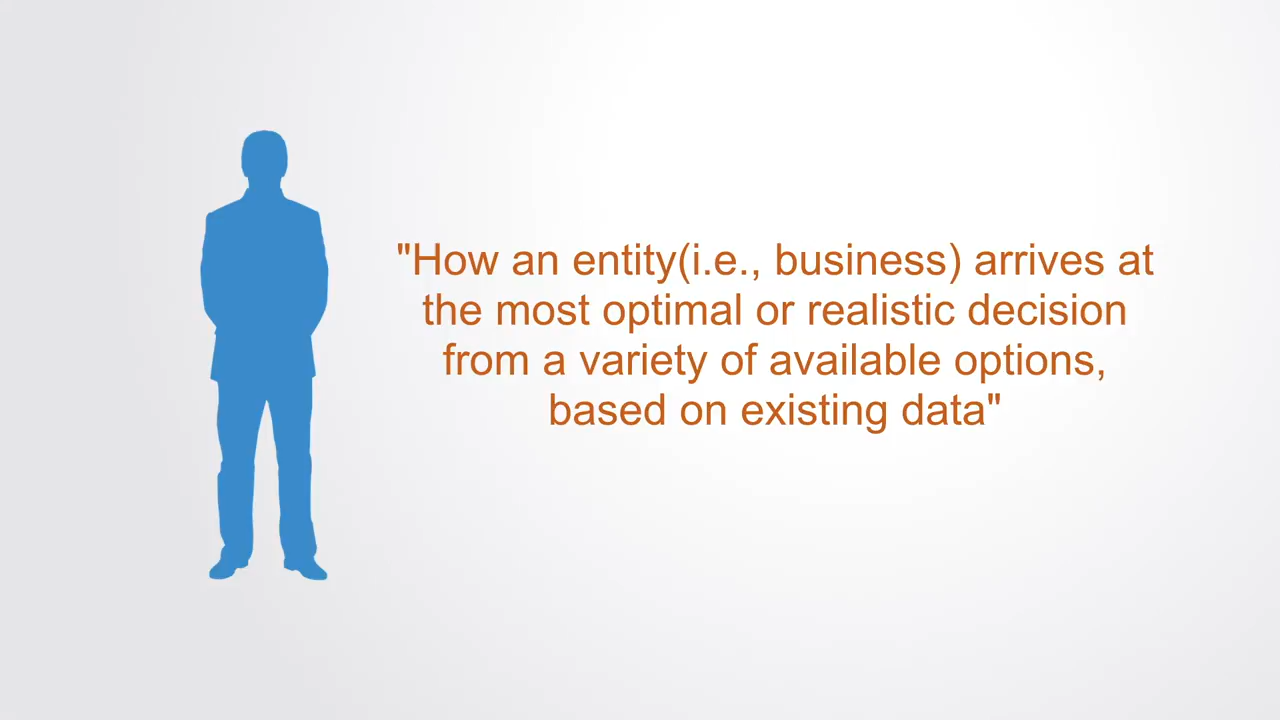 "How an entity(i.e., business) arrives at
the most optimal or realistic decision
from a variety of available options,
based on existing data"